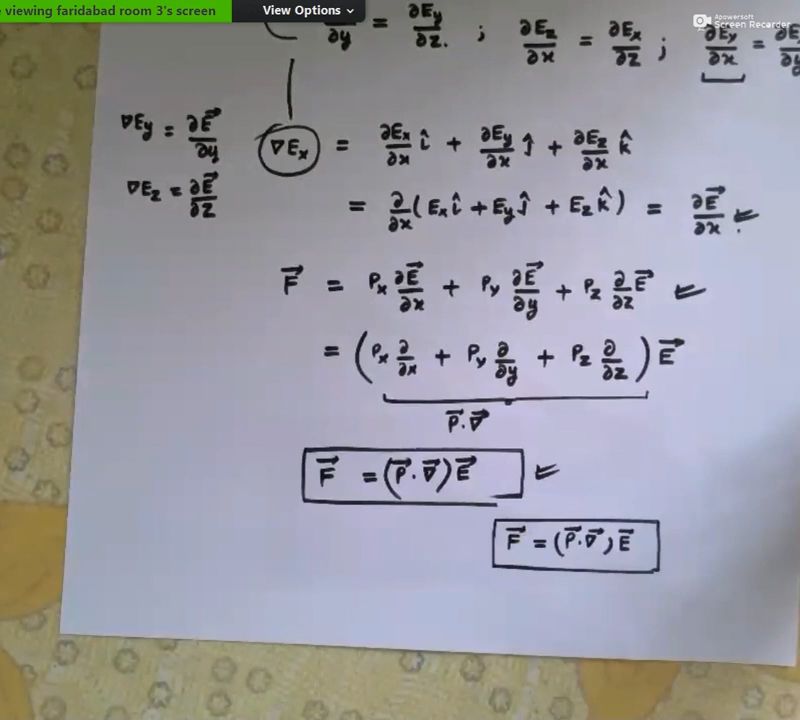 viewing faridabad room 3's screen View Options
Apowersoft
Screen Recorder
∂y = ∂Ey/∂z. ; ∂Ez/∂x = ∂Ex/∂z ; ∂Ey/∂x = ∂y
∇Ey = ∂E⃗/∂y
∇Ez = ∂E⃗/∂z
∇Ex = ∂Ex/∂x î + ∂Ey/∂x ĵ + ∂Ez/∂x k̂
= ∂/∂x (Ex î + Ey ĵ + Ez k̂) = ∂E⃗/∂x .
F⃗ = Px ∂E⃗/∂x + Py ∂E⃗/∂y + Pz ∂/∂z E⃗
= (Px ∂/∂x + Py ∂/∂y + Pz ∂/∂z) E⃗
P⃗.∇⃗
F⃗ = (P⃗.∇⃗)E⃗
F⃗ = (P⃗.∇⃗)E⃗